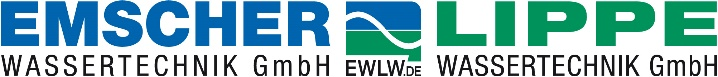 EMSCHER
WASSERTECHNIK GmbH
EWLW.DE
LIPPE
WASSERTECHNIK GmbH